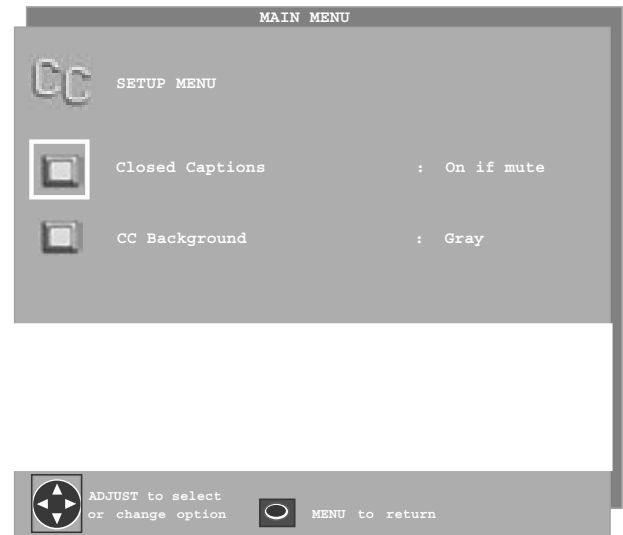 MAIN MENU
CC
SETUP MENU
Closed Captions : On if mute
CC Background : Gray
ADJUST to select
or change option
MENU to return